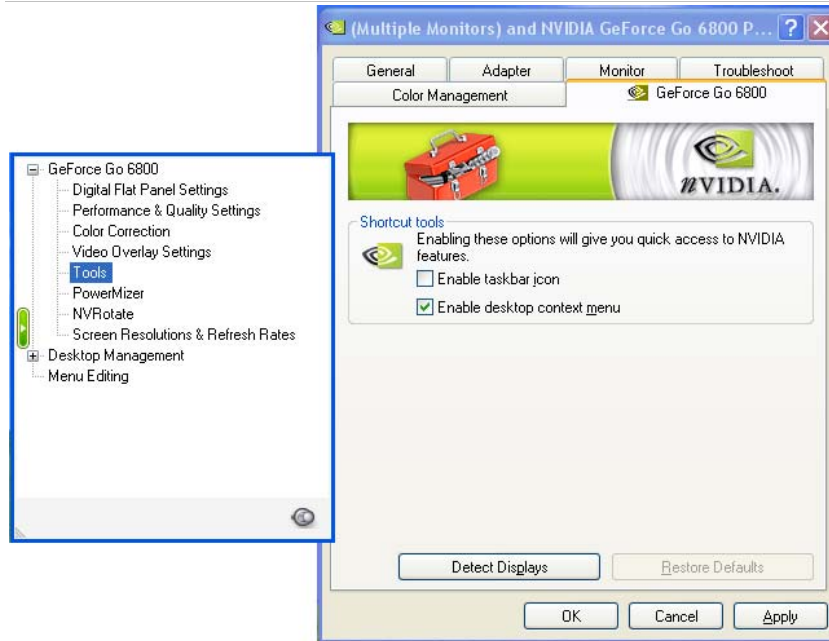 (Multiple Monitors) and NVIDIA GeForce Go 6800 P...
General
Adapter
Monitor
Troubleshoot
Color Management
GeForce Go 6800
NVIDIA.
GeForce Go 6800
Digital Flat Panel Settings
Performance & Quality Settings
Color Correction
Video Overlay Settings
Tools
PowerMizer
NVRotate
Screen Resolutions & Refresh Rates
Desktop Management
Menu Editing
Shortcut tools
Enabling these options will give you quick access to NVIDIA
features.
Enable taskbar icon
Enable desktop context menu
Detect Displays
Restore Defaults
OK
Cancel
Apply